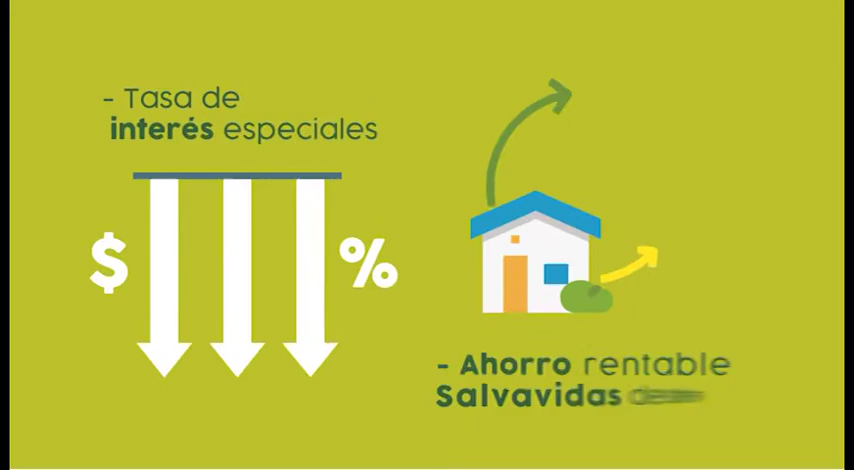 - Tasa de
interés especiales
$ %
- Ahorro rentable
Salvavidas